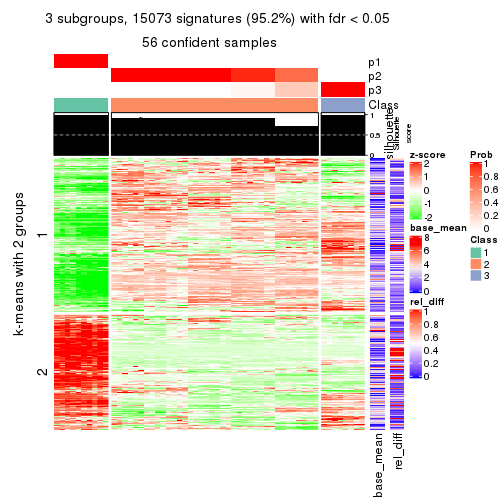 3 subgroups, 15073 signatures (95.2%) with fdr < 0.05
56 confident samples
p1
p2
p3
Class
1
0.5
0
silhouette
Silhouette
score
k-means with 2 groups
1
2
base_mean
rel_diff
z-score
2
1
0
-1
-2
base_mean
8
6
4
2
0
rel_diff
1
0.8
0.6
0.4
0.2
0
Prob
1
0.8
0.6
0.4
0.2
0
Class
1
2
3